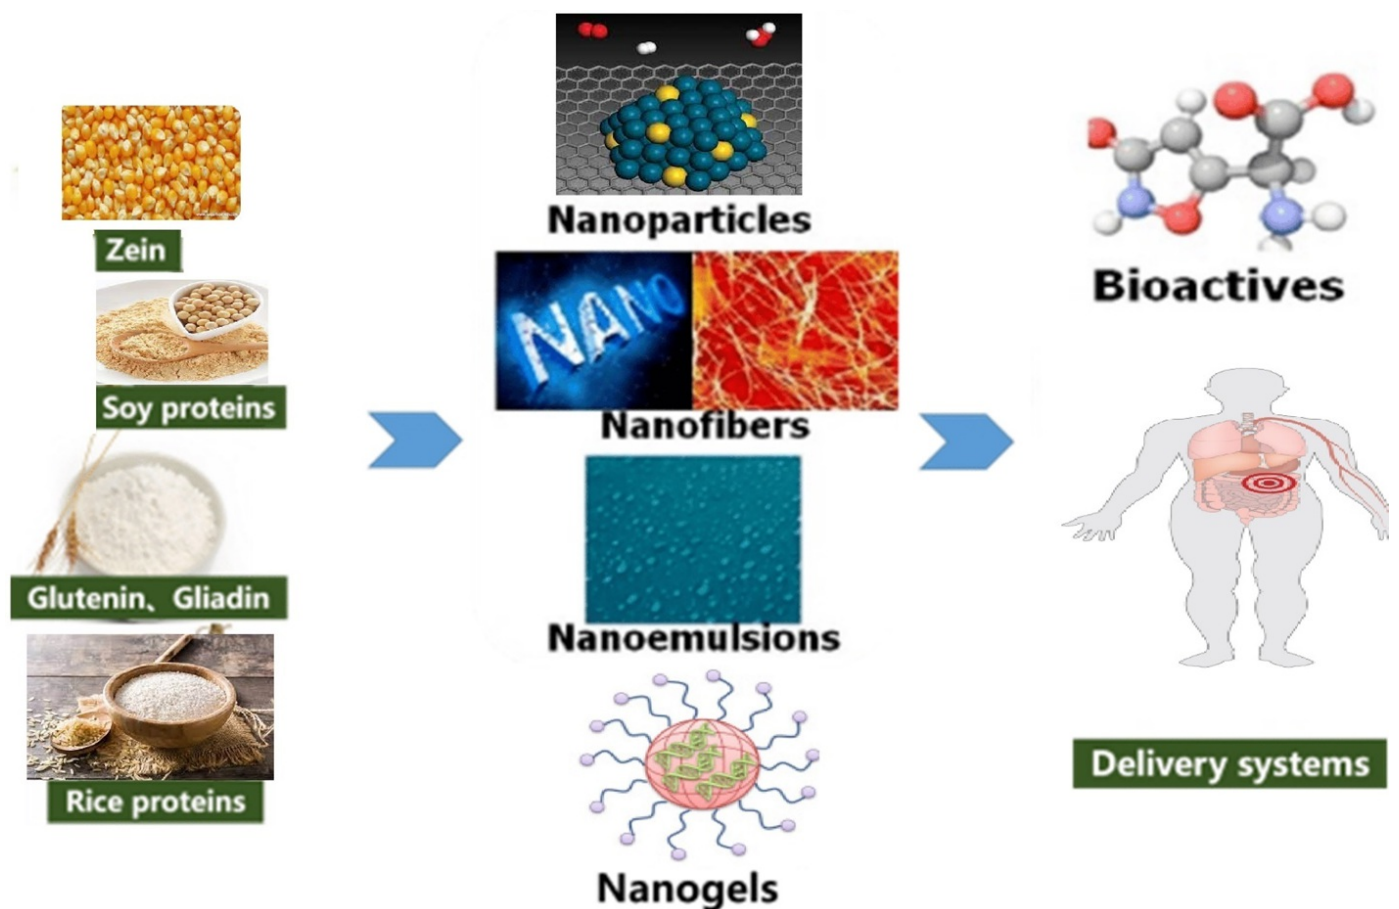 Zein
Soy proteins
Glutenin、Gliadin
Rice proteins
Nanoparticles
NANO
Nanofibers
Nanoemulsions
Nanogels
Bioactives
Delivery systems